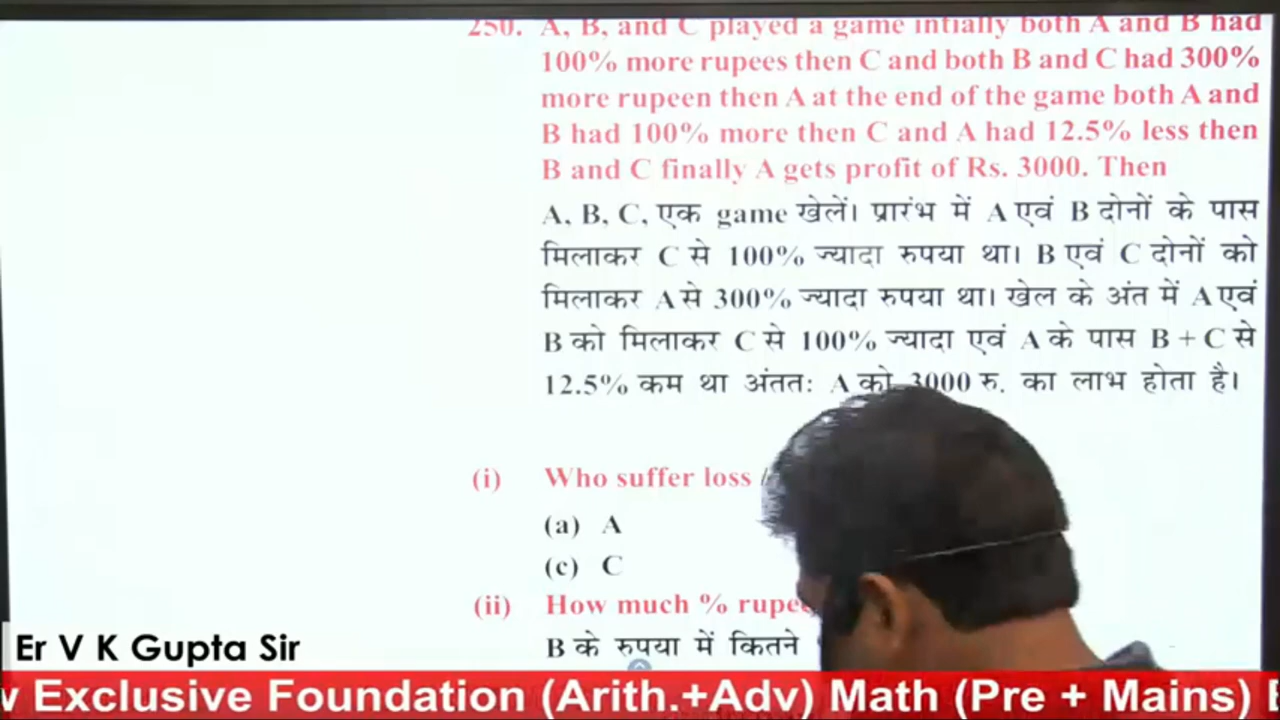 250. A, B, and C played a game intially both A and B had
100% more rupees then C and both B and C had 300%
more rupeen then A at the end of the game both A and
B had 100% more then C and A had 12.5% less then
B and C finally A gets profit of Rs. 3000. Then
A, B, C, एक game खेलें। प्रारंभ में A एवं B दोनों के पास
मिलाकर C से 100% ज्यादा रुपया था। B एवं C दोनों को
मिलाकर A से 300% ज्यादा रुपया था। खेल के अंत में A एवं
B को मिलाकर C से 100% ज्यादा एवं A के पास B + C से
12.5% कम था अंततः A को 3000 रु. का लाभ होता है।
(i) Who suffer loss
(a) A
(c) C
(ii) How much %
B के रुपया में कितने
Er V K Gupta Sir
Exclusive Foundation (Arith.+Adv) Math (Pre + Mains)